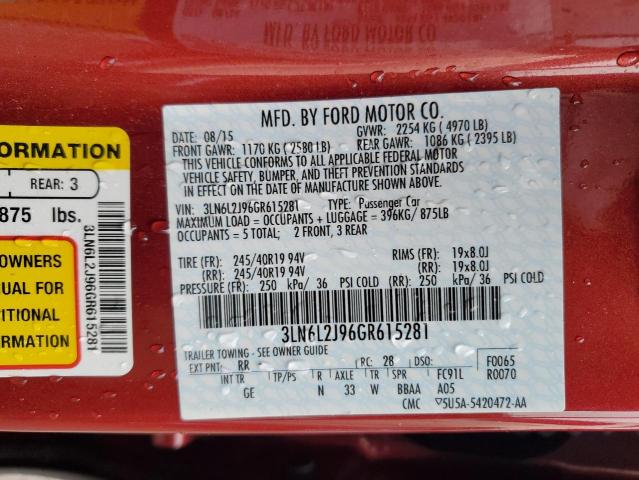 MFD. BY FORD MOTOR CO.
DATE: 08/15
GVWR: 2254 KG ( 4970 LB)
FRONT GAWR: 1170 KG ( 2580 LB)
REAR GAWR: 1086 KG ( 2395 LB)
THIS VEHICLE CONFORMS TO ALL APPLICABLE FEDERAL MOTOR
VEHICLE SAFETY, BUMPER, AND THEFT PREVENTION STANDARDS
IN EFFECT ON THE DATE OF MANUFACTURE SHOWN ABOVE.
VIN: 3LN6L2J96GR615281 TYPE: Passenger Car
MAXIMUM LOAD = OCCUPANTS + LUGGAGE = 396KG/ 875LB
OCCUPANTS = 5 TOTAL; 2 FRONT, 3 REAR
TIRE (FR): 245/40R19 94V RIMS (FR): 19x8.0J
(RR): 245/40R19 94V (RR): 19x8.0J
PRESSURE (FR): 250 kPa/ 36 PSI COLD (RR): 250 kPa/ 36 PSI COLD
3LN6L2J96GR615281
TRAILER TOWING - SEE OWNER GUIDE
EXT PNT: RR RC: 28 DSO: F0065
INT TR TP/PS R AXLE TR S FC91L R0070
GE N 33 W BBAA A05
CMC ▽5U5A-5420472-AA
FORMATION
REAR: 3
875 lbs.
OWNERS
UAL FOR
ITIONAL
RMATION
3LN6L2J96GR615281
FORD MOTOR CO.